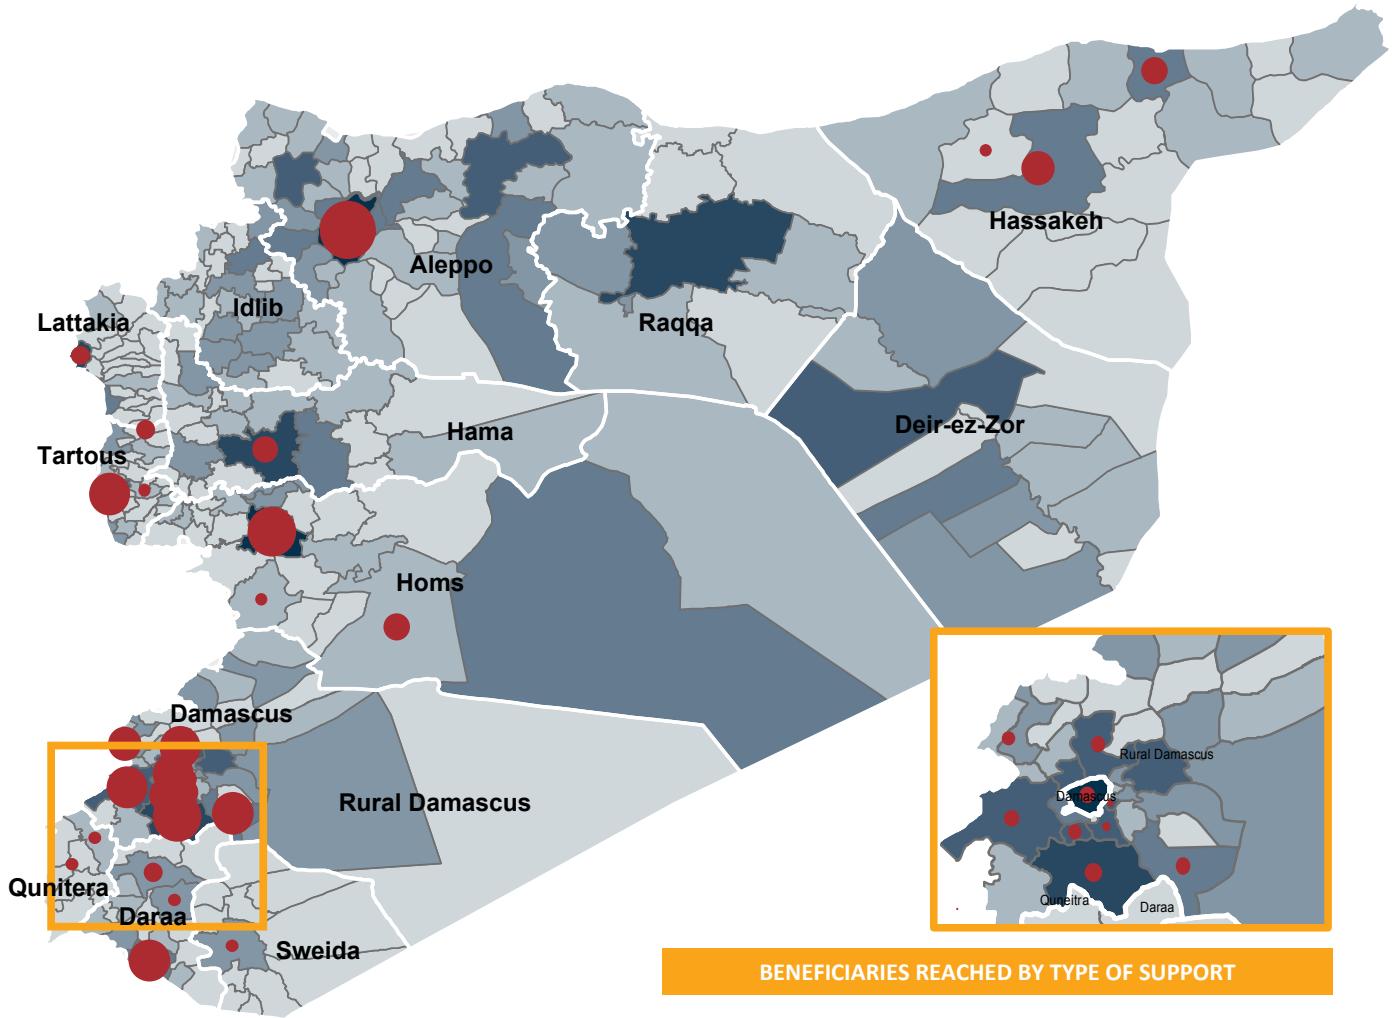 Hassakeh
Aleppo
Idlib
Lattakia
Raqqa
Deir-ez-Zor
Hama
Tartous
Homs
Damascus
Rural Damascus
Qunitera
Daraa
Sweida
Rural Damascus
Damascus
Quneitra
Daraa
BENEFICIARIES REACHED BY TYPE OF SUPPORT